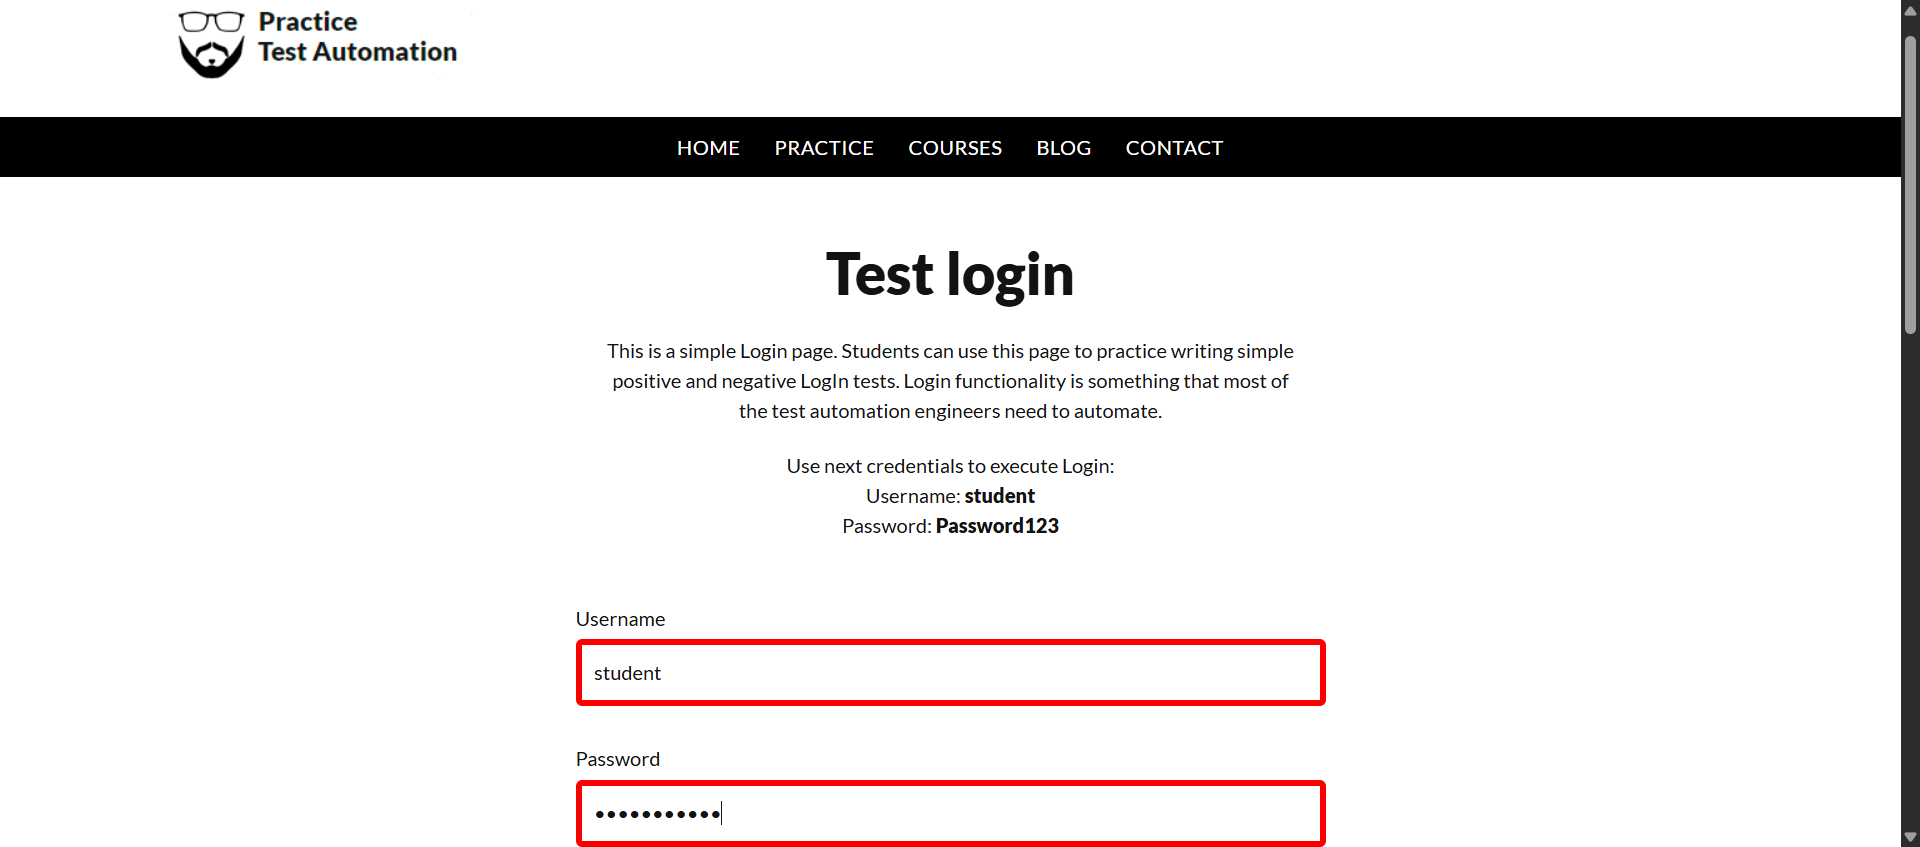 Practice
Test Automation
HOME PRACTICE COURSES BLOG CONTACT
Test login
This is a simple Login page. Students can use this page to practice writing simple
positive and negative LogIn tests. Login functionality is something that most of
the test automation engineers need to automate.
Use next credentials to execute Login:
Username: student
Password: Password123
Username
student
Password
•••••••••••